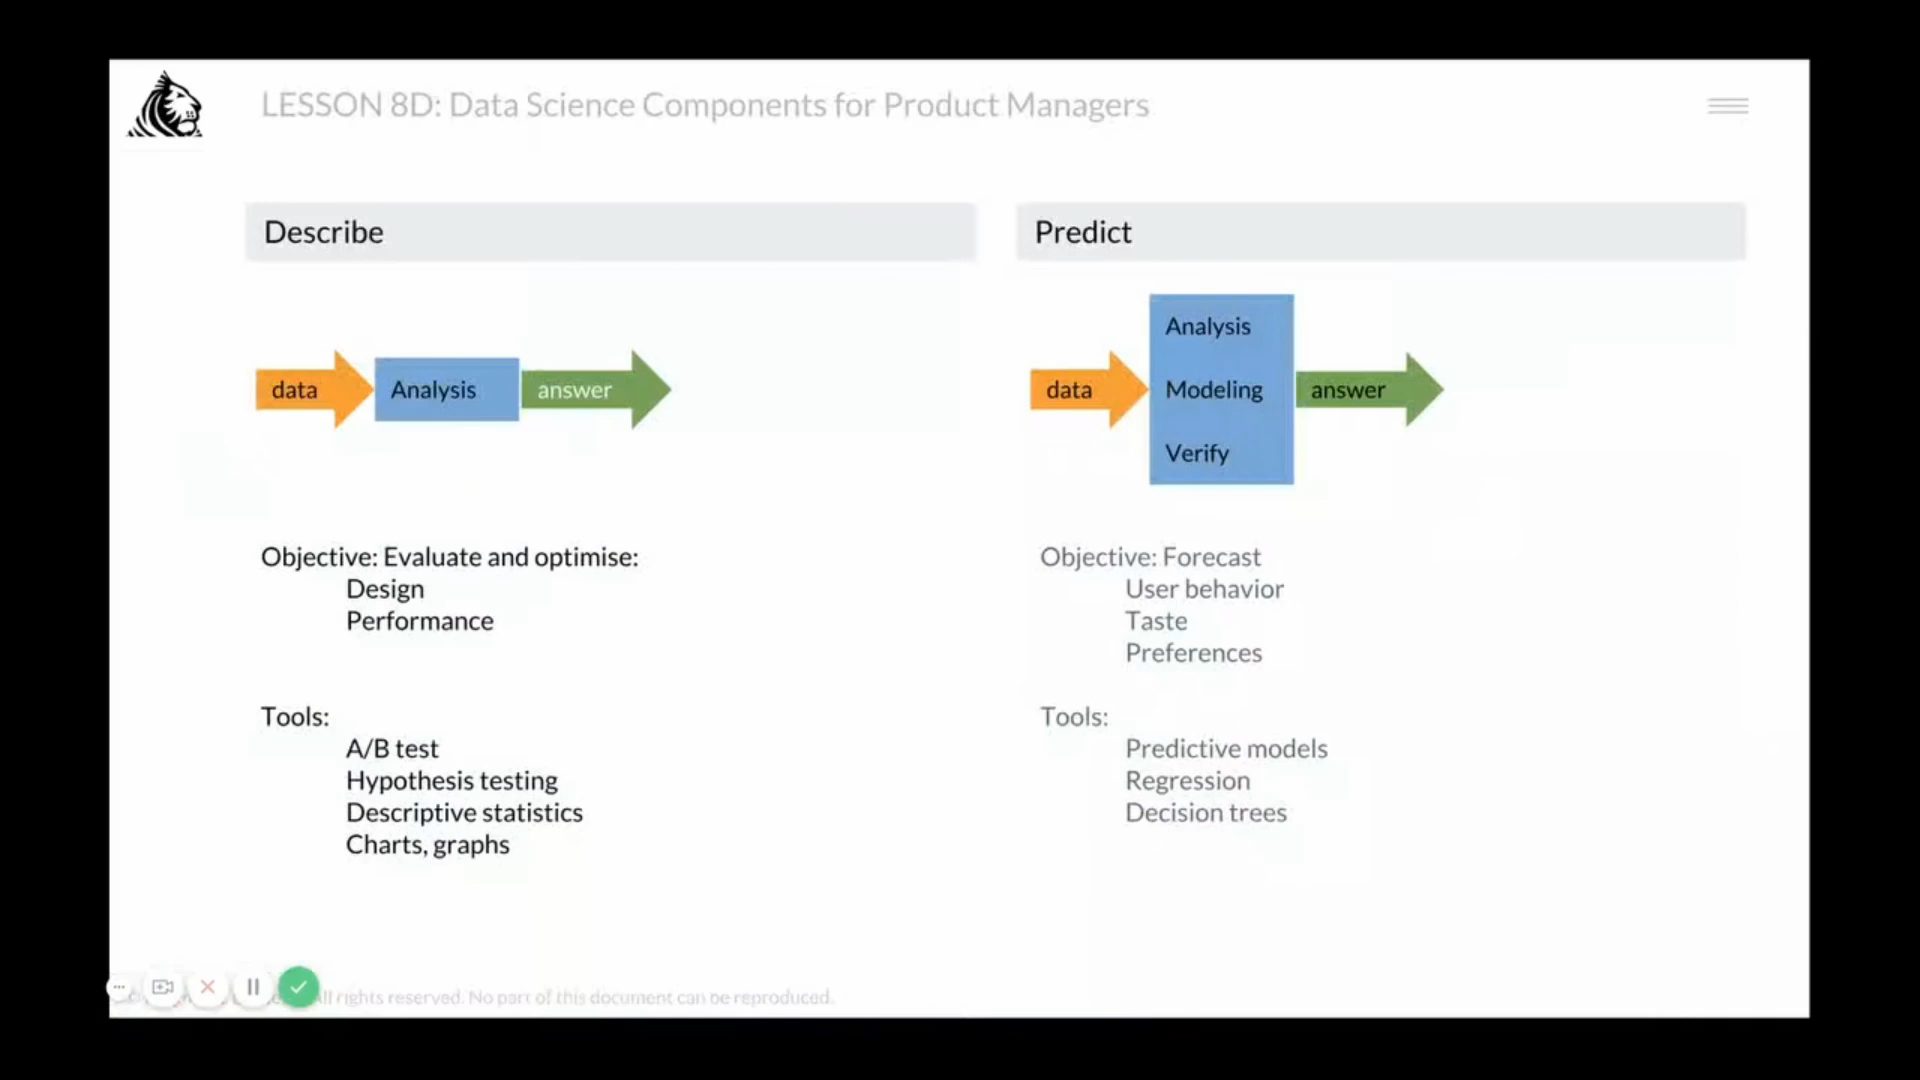 LESSON 8D: Data Science Components for Product Managers
Describe
data
Analysis
answer
Objective: Evaluate and optimise:
Design
Performance
Tools:
A/B test
Hypothesis testing
Descriptive statistics
Charts, graphs
Predict
data
Analysis
Modeling
Verify
answer
Objective: Forecast
User behavior
Taste
Preferences
Tools:
Predictive models
Regression
Decision trees
All rights reserved. No part of this document can be reproduced.